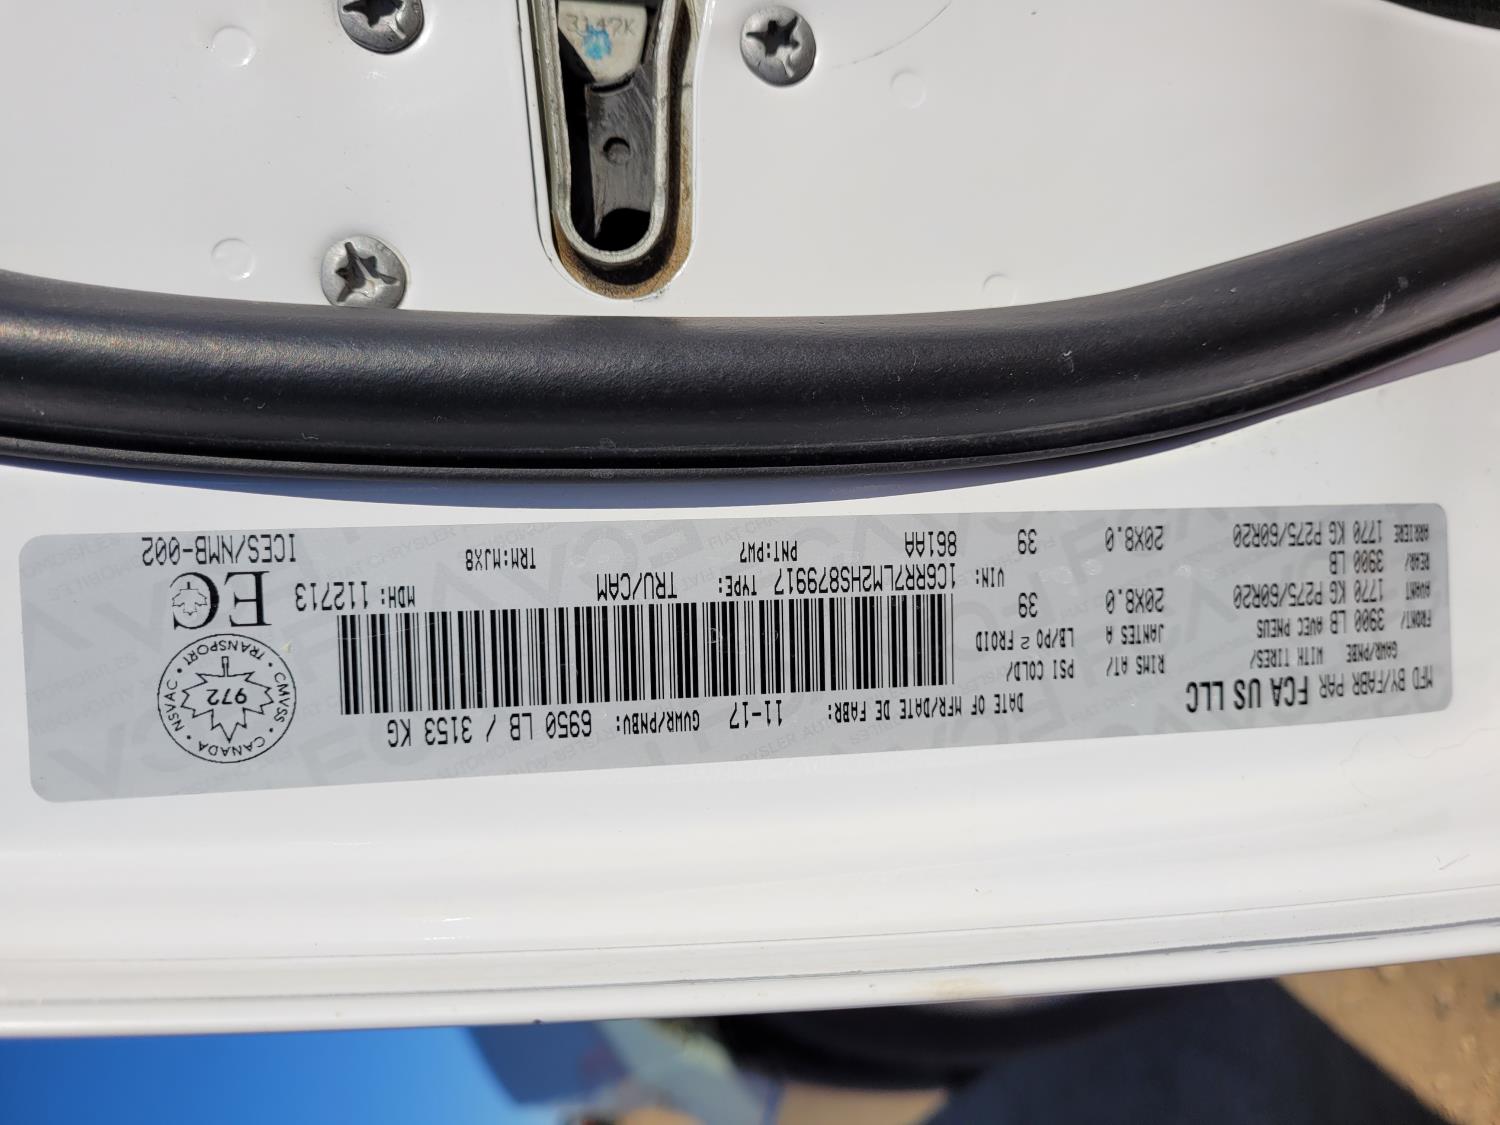 3147K
MFD BY/FABR PAR FCA US LLC
DATE OF MFR/DATE DE FABR: 11-17
GVWR/PNBV: 6950 LB / 3153 KG
GAWR/PNBE WITH TIRES/ RIMS AT/ PSI COLD/
FRONT/ 3900 LB AVEC PNEUS JANTES A LB/PO 2 FROID
AVANT 1770 KG P275/60R20 20X8.0 39
REAR/ 3900 LB
ARRIERE 1770 KG P275/60R20 20X8.0 39
VIN: 1C6RR7LM2HS879917 TYPE: TRU/CAM
MDH: 112713
861AA PNT:PW7 TRM:MJX8
EC
ICES/NMB-002
CANADA • NSVAC • TRANSPORT • CMVSS •
972